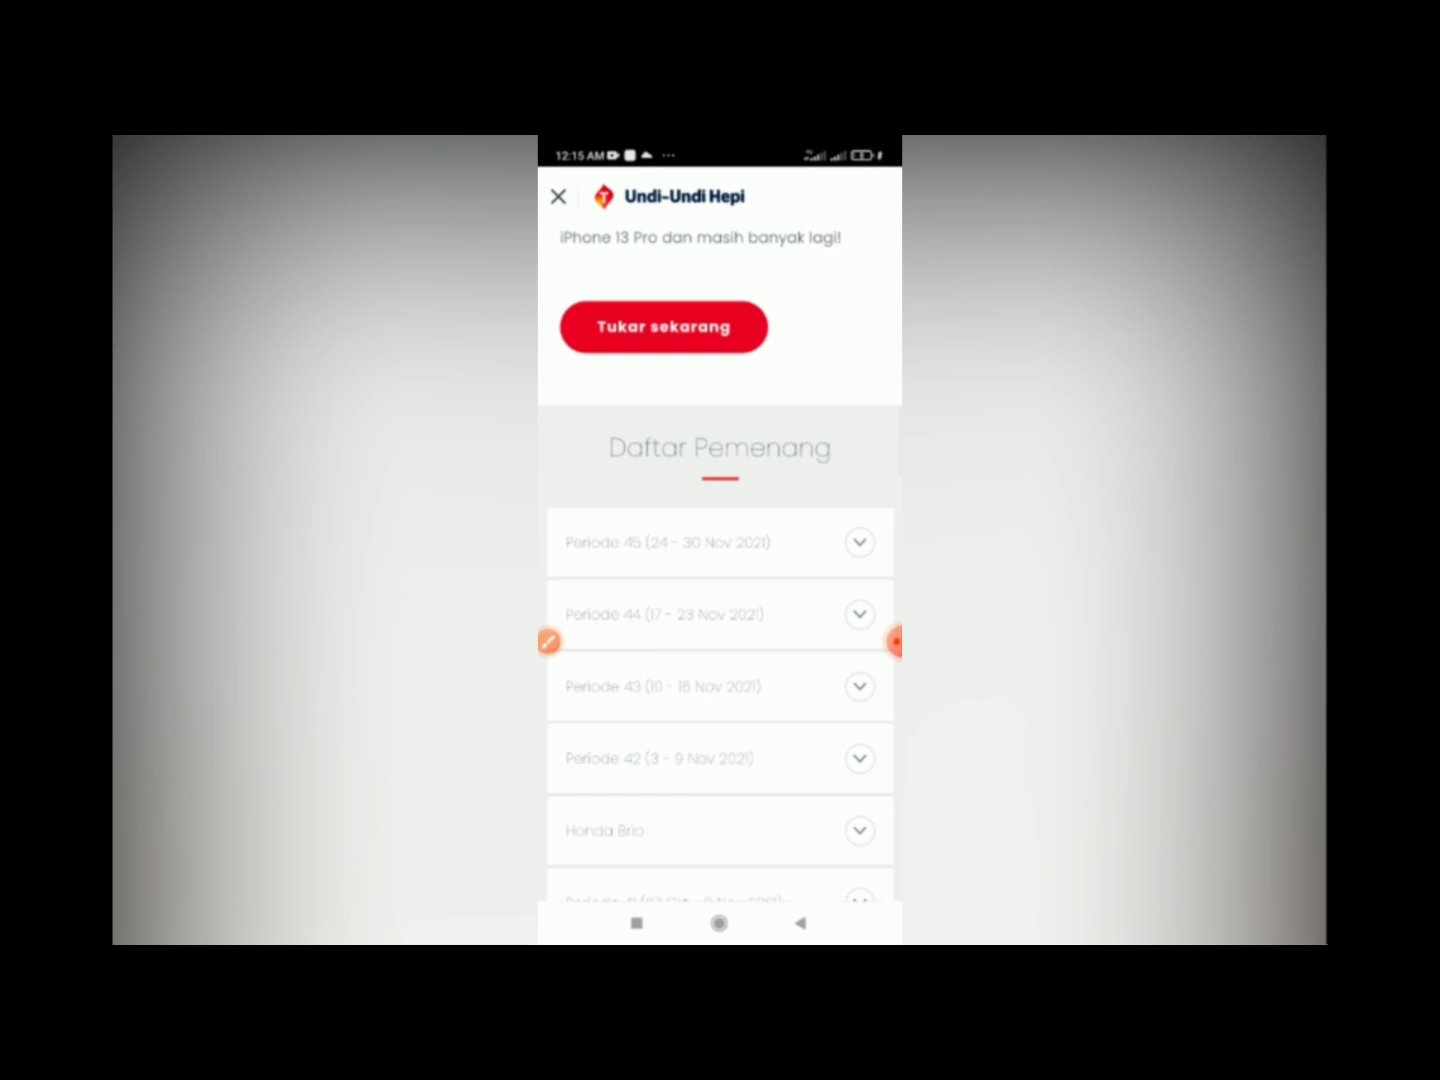 12:15 AM
Undi-Undi Hepi
iPhone 13 Pro dan masih banyak lagi!
Tukar sekarang
Daftar Pemenang
Periode 45 (24 - 30 Nov 2021)
Periode 44 (17 - 23 Nov 2021)
Periode 43 (10 - 16 Nov 2021)
Periode 42 (3 - 9 Nov 2021)
Honda Brio